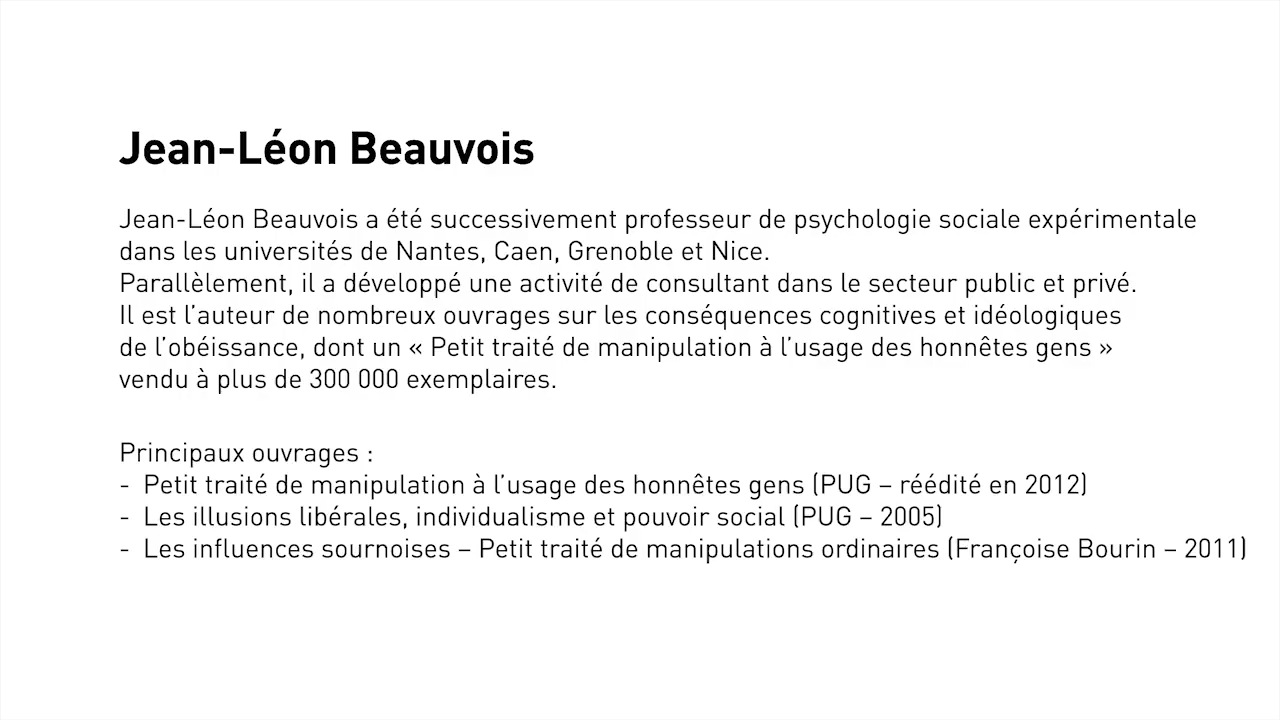 Jean-Léon Beauvois
Jean-Léon Beauvois a été successivement professeur de psychologie sociale expérimentale
dans les universités de Nantes, Caen, Grenoble et Nice.
Parallèlement, il a développé une activité de consultant dans le secteur public et privé.
Il est l’auteur de nombreux ouvrages sur les conséquences cognitives et idéologiques
de l’obéissance, dont un « Petit traité de manipulation à l’usage des honnêtes gens »
vendu à plus de 300 000 exemplaires.
Principaux ouvrages :
- Petit traité de manipulation à l’usage des honnêtes gens (PUG – réédité en 2012)
- Les illusions libérales, individualisme et pouvoir social (PUG – 2005)
- Les influences sournoises – Petit traité de manipulations ordinaires (Françoise Bourin – 2011)